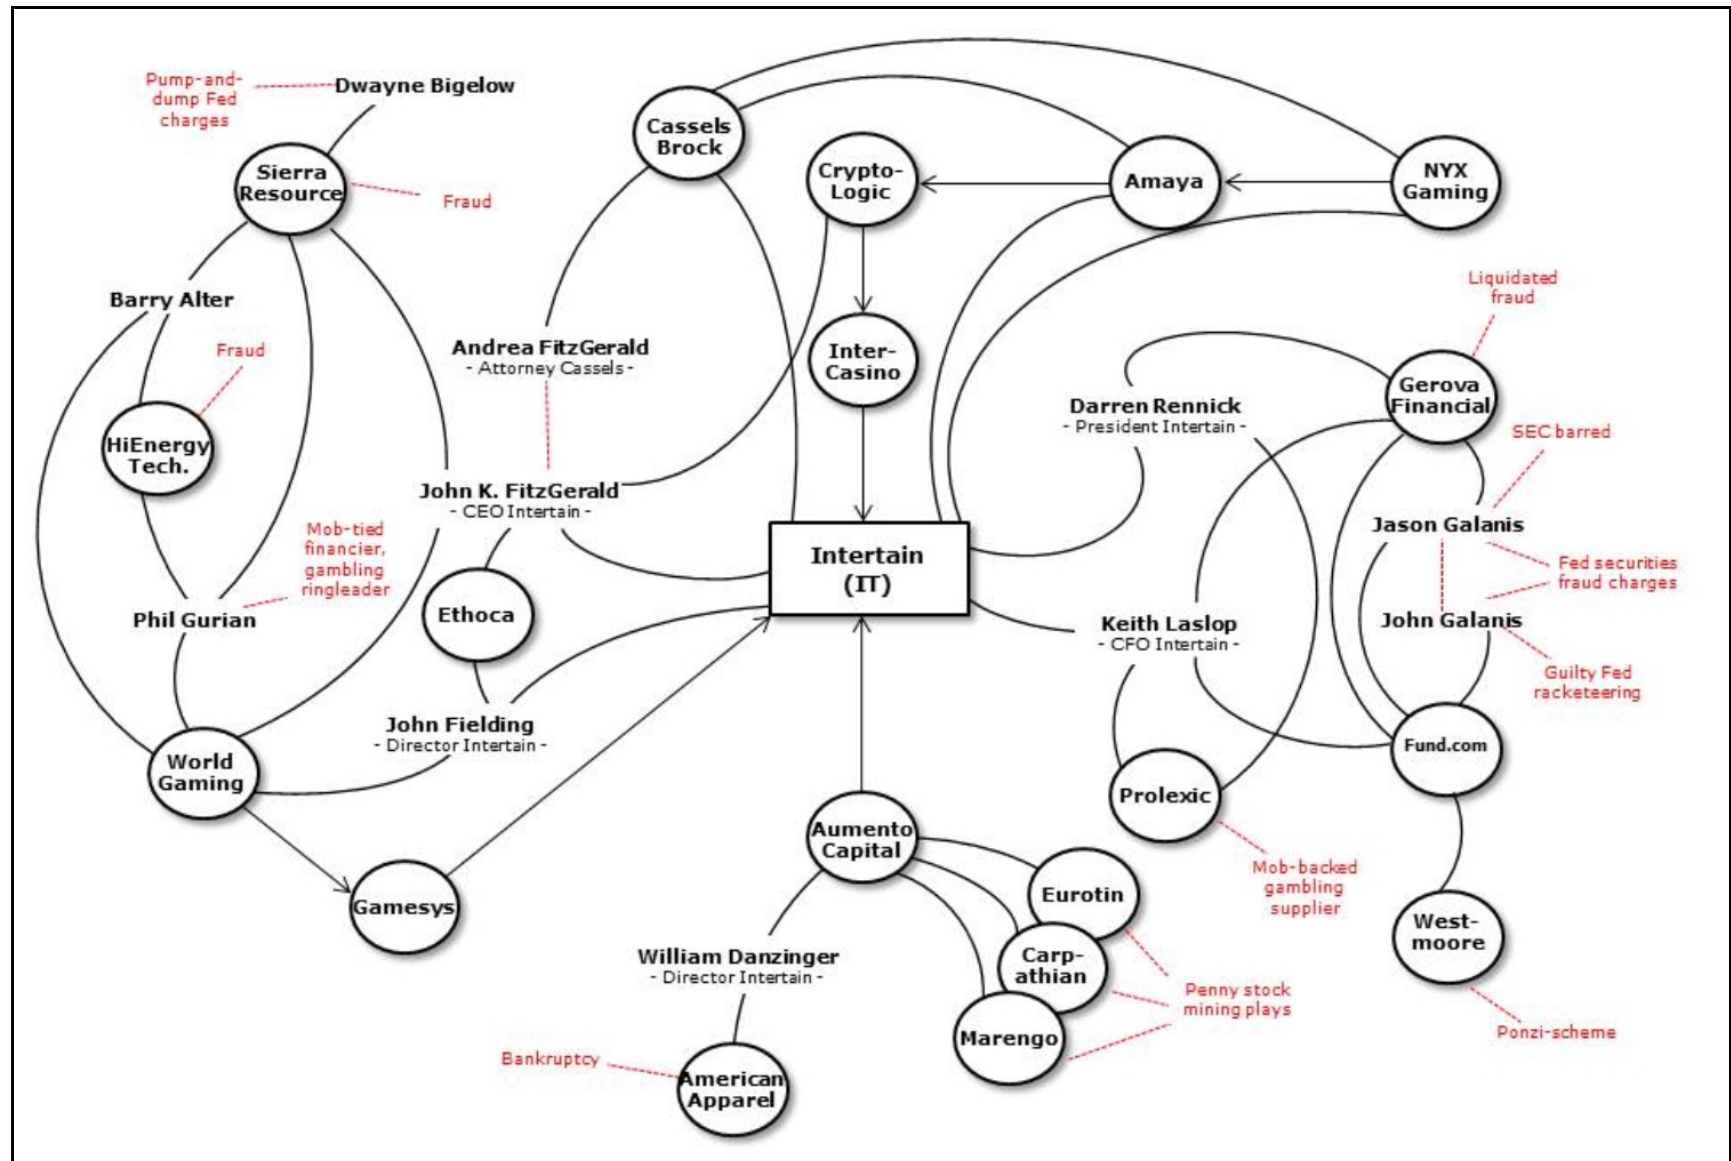 Pump-and-
dump Fed
charges
Dwayne Bigelow
Sierra
Resource
Fraud
Cassels
Brock
Crypto-
Logic
Amaya
NYX
Gaming
Barry Alter
Fraud
HiEnergy
Tech.
Andrea FitzGerald
- Attorney Cassels -
Inter-
Casino
Liquidated
fraud
Gerova
Financial
Darren Rennick
- President Intertain -
SEC barred
John K. FitzGerald
- CEO Intertain -
Jason Galanis
Mob-tied
financier,
gambling
ringleader
Intertain
(IT)
Fed securities
fraud charges
Phil Gurian
Ethoca
Keith Laslop
- CFO Intertain -
John Galanis
Guilty Fed
racketeering
John Fielding
- Director Intertain -
World
Gaming
Fund.com
Prolexic
Aumento
Capital
Mob-backed
gambling
supplier
Gamesys
Eurotin
West-
moore
William Danzinger
- Director Intertain -
Carp-
athian
Penny stock
mining plays
Marengo
Ponzi-scheme
Bankruptcy
American
Apparel